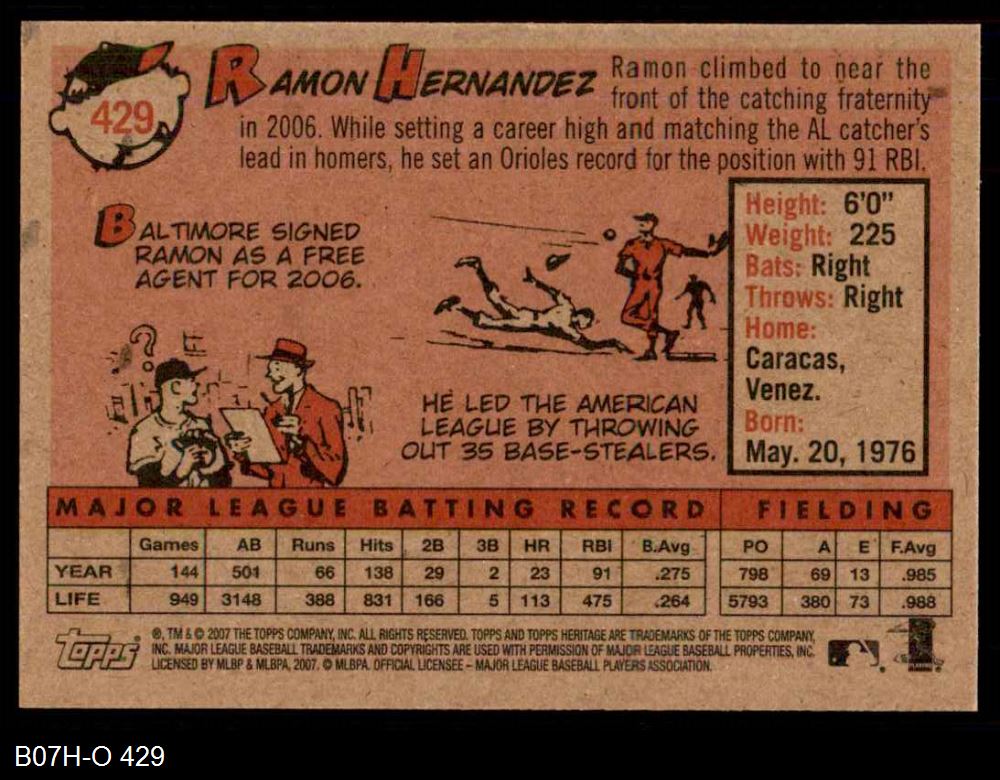 429
RAMON HERNANDEZ
Ramon climbed to near the
front of the catching fraternity
in 2006. While setting a career high and matching the AL catcher's
lead in homers, he set an Orioles record for the position with 91 RBI.
BALTIMORE SIGNED
RAMON AS A FREE
AGENT FOR 2006.
HE LED THE AMERICAN
LEAGUE BY THROWING
OUT 35 BASE-STEALERS.
Height: 6'0"
Weight: 225
Bats: Right
Throws: Right
Home:
Caracas,
Venez.
Born:
May. 20, 1976
MAJOR LEAGUE BATTING RECORD FIELDING
Games AB Runs Hits 2B 3B HR RBI B.Avg PO A E F.Avg
YEAR 144 501 66 138 29 2 23 91 .275 798 69 13 .985
LIFE 949 3148 388 831 166 5 113 475 .264 5793 380 73 .988
topps
®, TM & © 2007 THE TOPPS COMPANY, INC. ALL RIGHTS RESERVED. TOPPS AND TOPPS HERITAGE ARE TRADEMARKS OF THE TOPPS COMPANY,
INC. MAJOR LEAGUE BASEBALL TRADEMARKS AND COPYRIGHTS ARE USED WITH PERMISSION OF MAJOR LEAGUE BASEBALL PROPERTIES, INC.
LICENSED BY MLBP & MLBPA, 2007. © MLBPA. OFFICIAL LICENSEE – MAJOR LEAGUE BASEBALL PLAYERS ASSOCIATION.
B07H-O 429